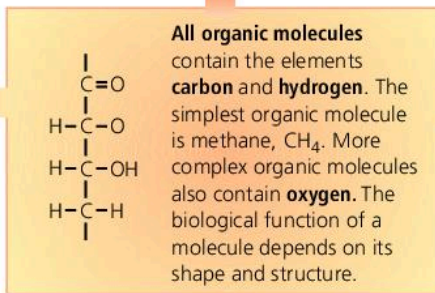 All organic molecules
contain the elements
carbon and hydrogen. The
simplest organic molecule
is methane, CH₄. More
complex organic molecules
also contain oxygen. The
biological function of a
molecule depends on its
shape and structure.
C=O
H-C-O
H-C-OH
H-C-H